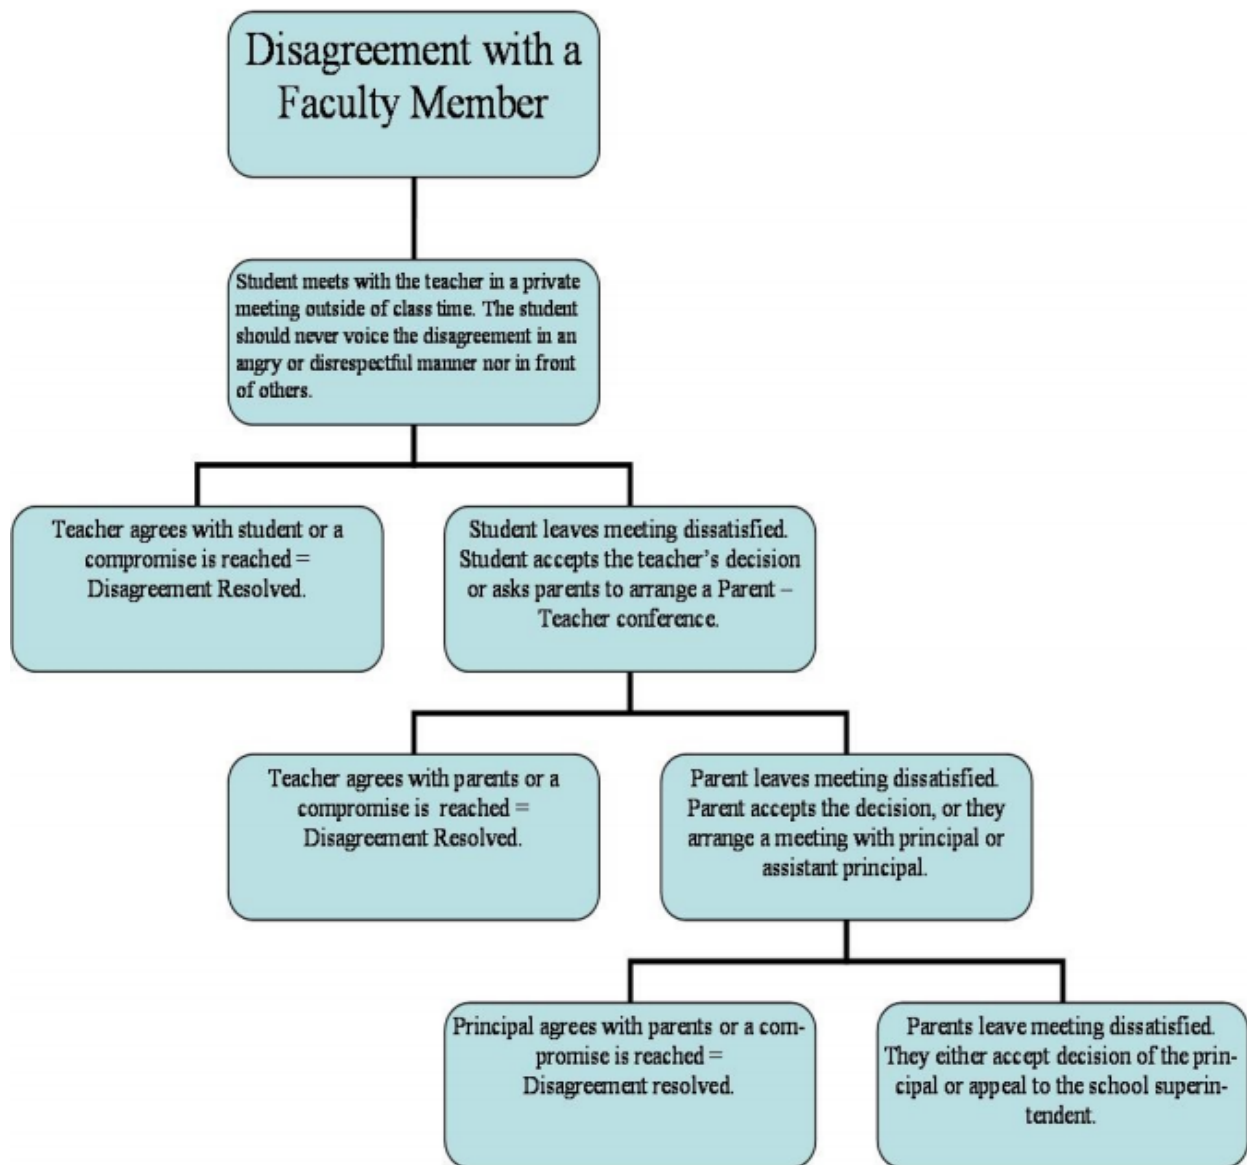 Disagreement with a
Faculty Member
Student meets with the teacher in a private
meeting outside of class time. The student
should never voice the disagreement in an
angry or disrespectful manner nor in front
of others.
Teacher agrees with student or a
compromise is reached =
Disagreement Resolved.
Student leaves meeting dissatisfied.
Student accepts the teacher’s decision
or asks parents to arrange a Parent –
Teacher conference.
Teacher agrees with parents or a
compromise is reached =
Disagreement Resolved.
Parent leaves meeting dissatisfied.
Parent accepts the decision, or they
arrange a meeting with principal or
assistant principal.
Principal agrees with parents or a com-
promise is reached =
Disagreement resolved.
Parents leave meeting dissatisfied.
They either accept decision of the prin-
cipal or appeal to the school superin-
tendent.